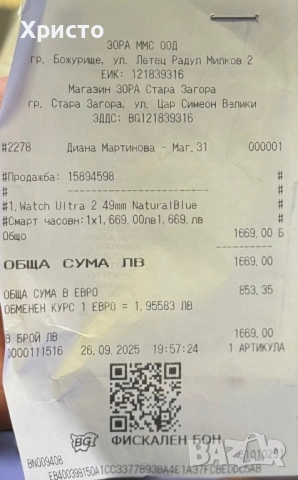 Христо
ЗОРА ММС ООД
гр. Божурище, ул. Летец Радул Милков 2
ЕИК: 121839316
Магазин ЗОРА Стара Загора
гр. Стара Загора, ул. Цар Симеон Велики
ЗДДС: BG121839316
#2278 Диана Мартинова - Маг. 31 000001
#Продажба: 15894598
#
#1. Watch Ultra 2 49mm NaturalBlue
#Смарт часовн:1x1,669,00лв1,669, лв
Общо 1669,00 Б
ОБЩА СУМА ЛВ 1669,00
ОБЩА СУМА В ЕВРО 853,35
ОБМЕНЕН КУРС 1 ЕВРО = 1.95583 ЛВ
В БРОЙ ЛВ 1669,00
0000111516 26.09.2025 19:57:24 1 АРТИКУЛА
BG!
ФИСКАЛЕН БОН
BN009408
bazar